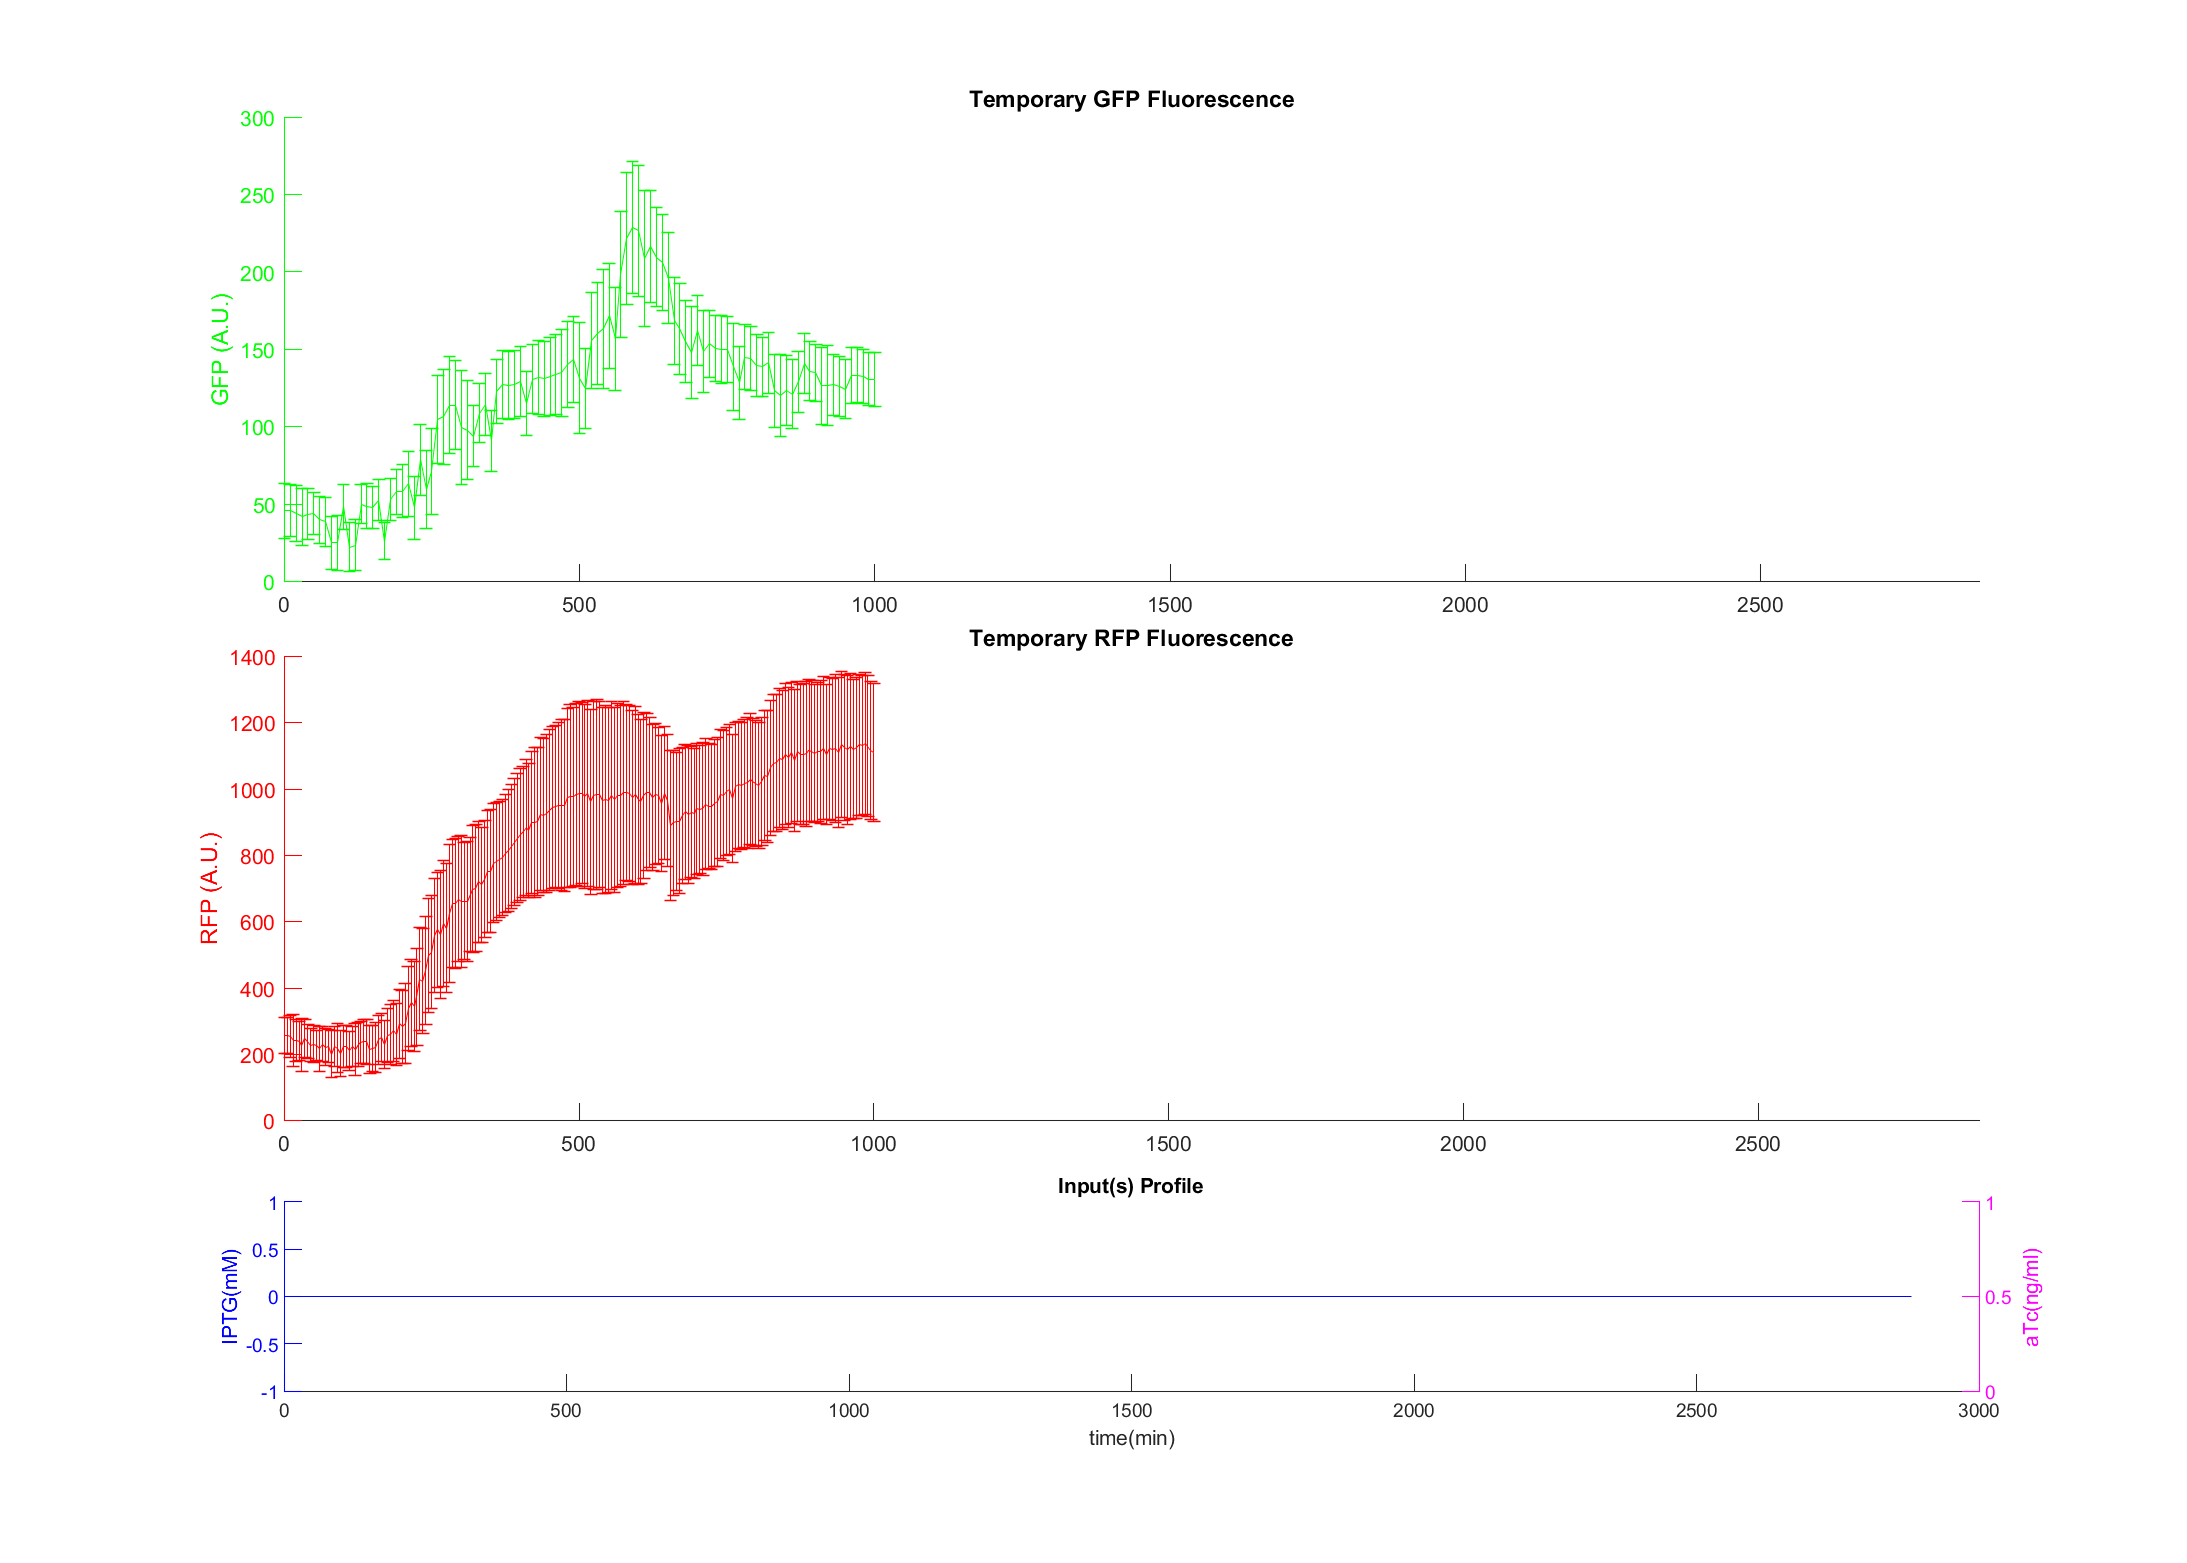 Temporary GFP Fluorescence
300
250
200
150
100
50
0
GFP (A.U.)
0 500 1000 1500 2000 2500
Temporary RFP Fluorescence
1400
1200
1000
800
600
400
200
0
RFP (A.U.)
0 500 1000 1500 2000 2500
Input(s) Profile
1
0.5
0
-0.5
-1
IPTG(mM)
1
0.5
0
aTc(ng/ml)
0 500 1000 1500 2000 2500 3000
time(min)